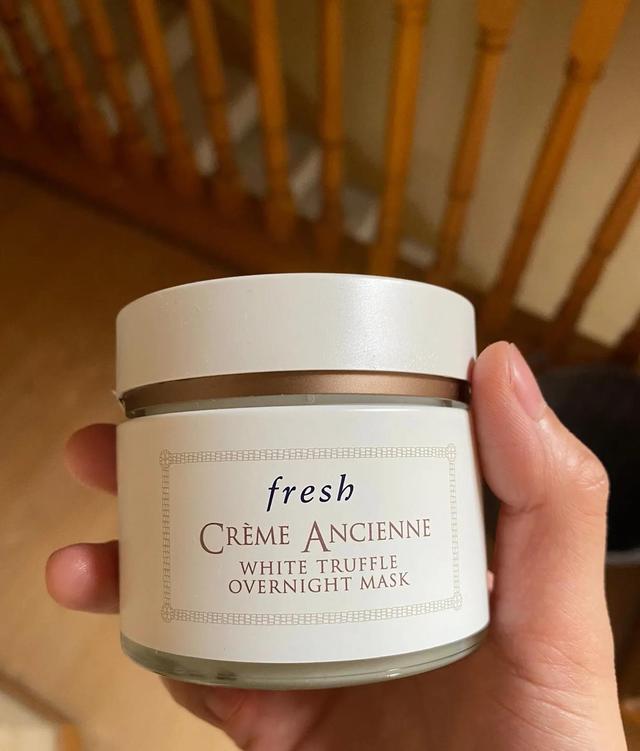 fresh
CRÈME ANCIENNE
WHITE TRUFFLE
OVERNIGHT MASK